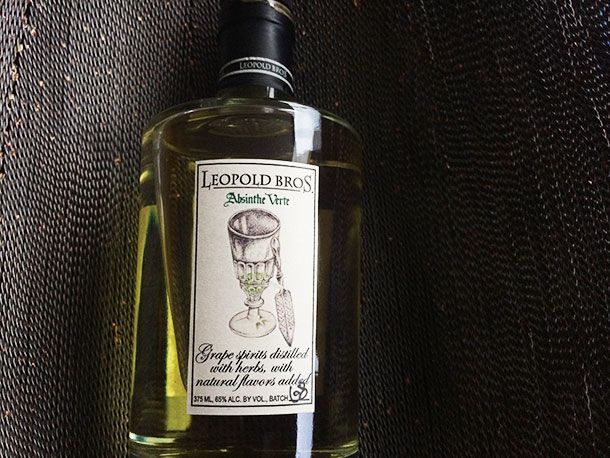 LEOPOLD BROS.
LEOPOLD BROS.
Absinthe Verte
Grape spirits distilled
with herbs, with
natural flavors added
375 ML, 65% ALC. BY VOL., BATCH